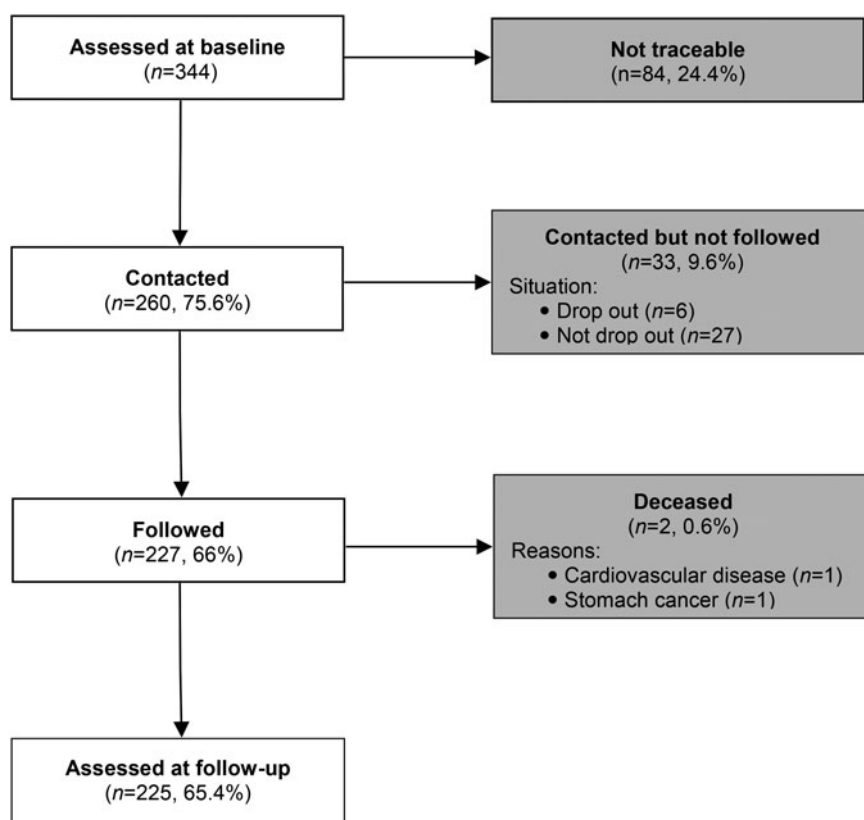 Assessed at baseline
(n=344)
Not traceable
(n=84, 24.4%)
Contacted
(n=260, 75.6%)
Contacted but not followed
(n=33, 9.6%)
Situation:
• Drop out (n=6)
• Not drop out (n=27)
Followed
(n=227, 66%)
Deceased
(n=2, 0.6%)
Reasons:
• Cardiovascular disease (n=1)
• Stomach cancer (n=1)
Assessed at follow-up
(n=225, 65.4%)